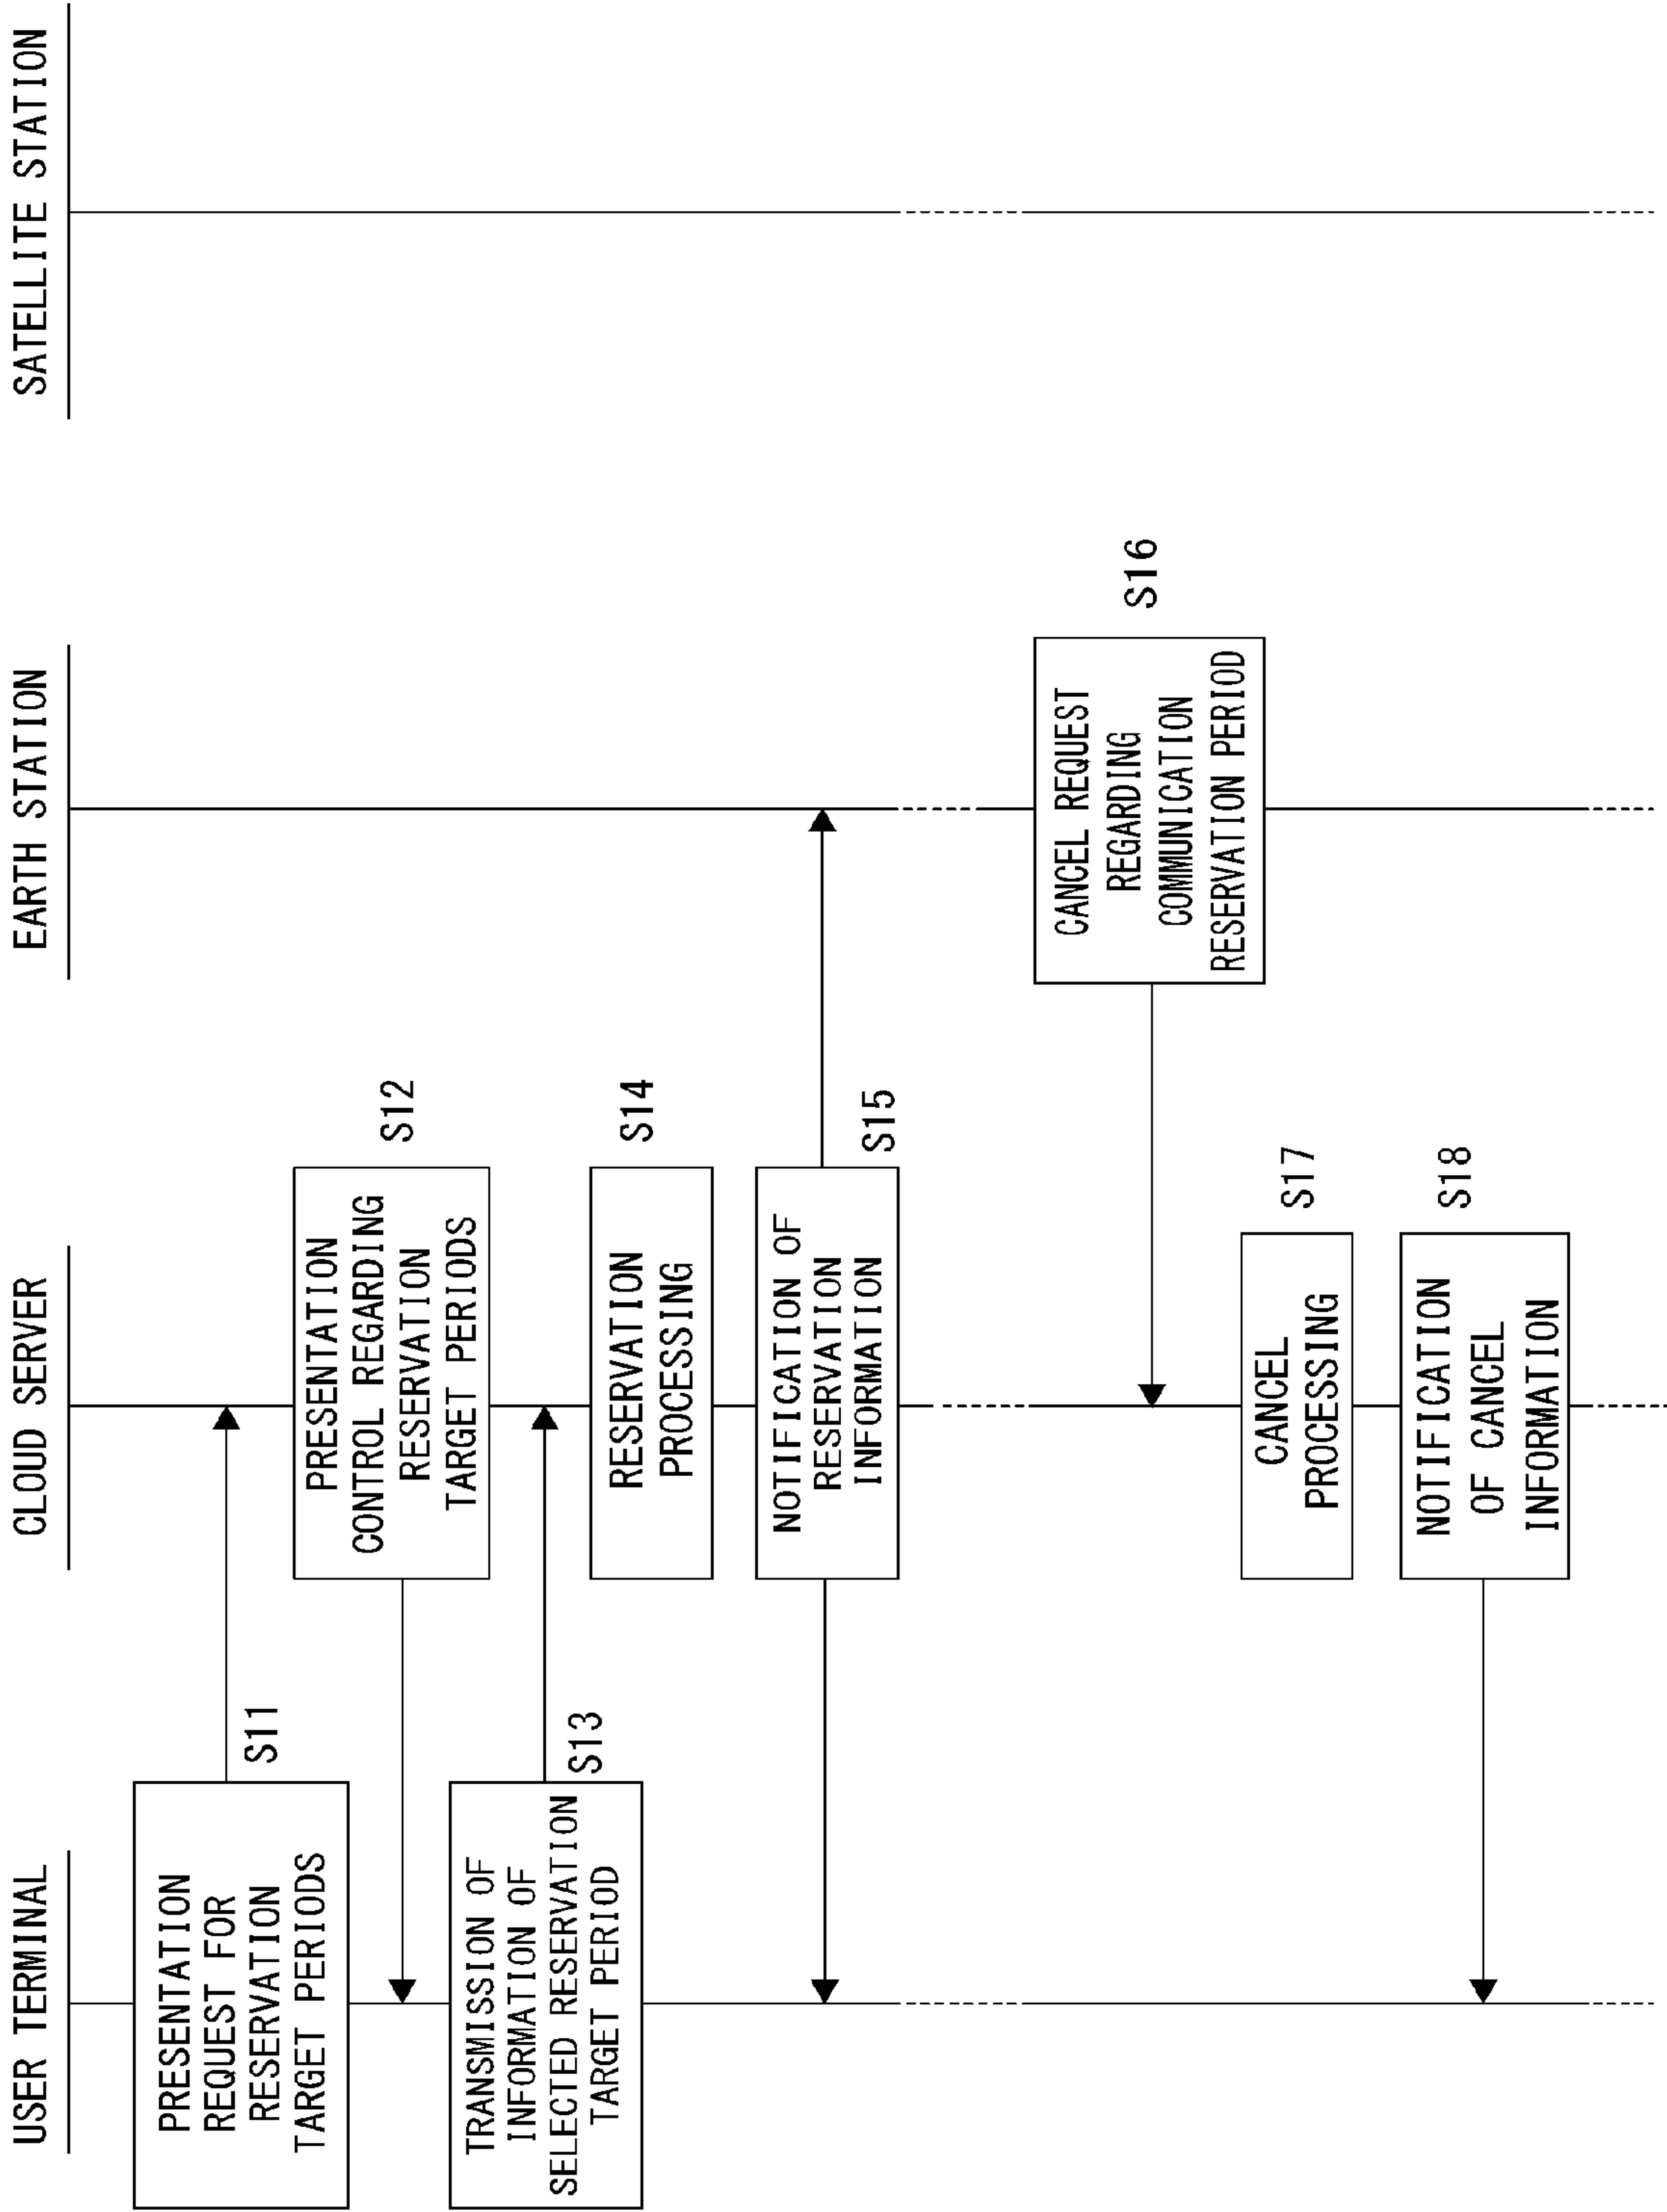 USER TERMINAL
CLOUD SERVER
EARTH STATION
SATELLITE STATION
PRESENTATION
REQUEST FOR
RESERVATION
TARGET PERIODS
S11
PRESENTATION
CONTROL REGARDING
RESERVATION
TARGET PERIODS
S12
TRANSMISSION OF
INFORMATION OF
SELECTED RESERVATION
TARGET PERIOD
S13
RESERVATION
PROCESSING
S14
NOTIFICATION OF
RESERVATION
INFORMATION
S15
CANCEL REQUEST
REGARDING
COMMUNICATION
RESERVATION PERIOD
S16
CANCEL
PROCESSING
S17
NOTIFICATION
OF CANCEL
INFORMATION
S18